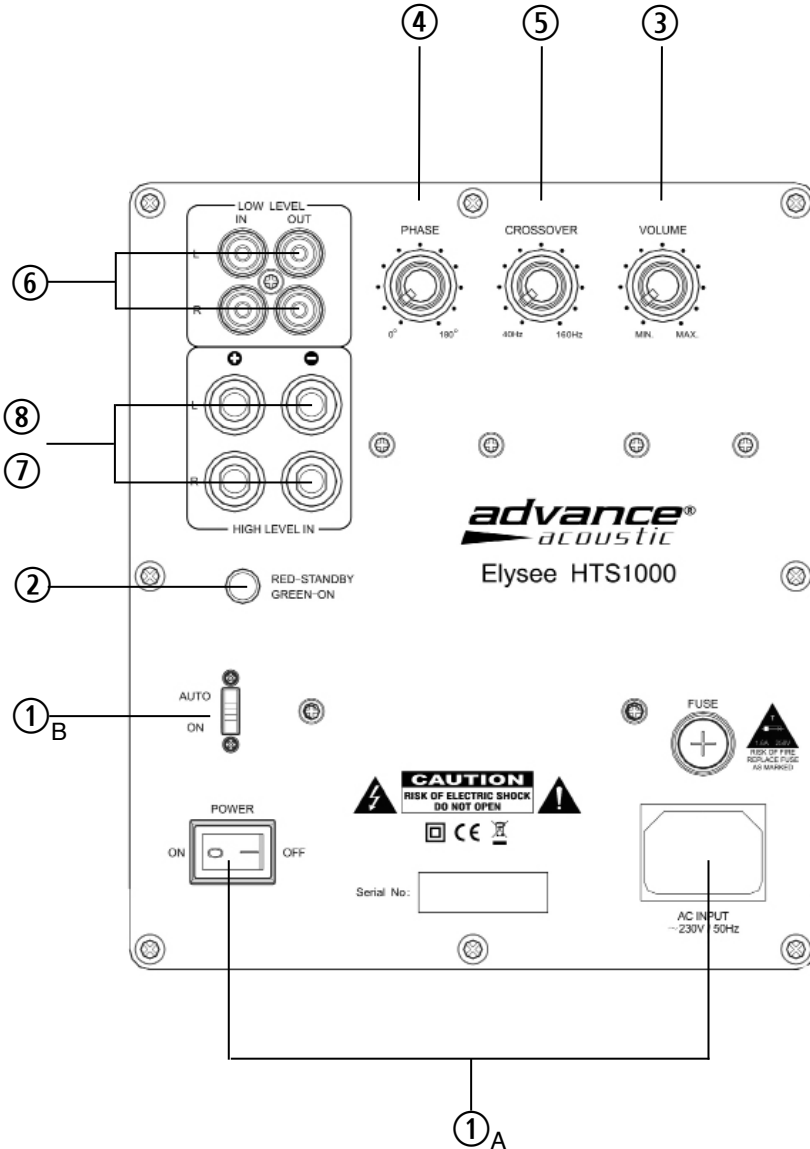 ④ ⑤ ③
LOW LEVEL
IN OUT
L
R
PHASE
0° 180°
CROSSOVER
40Hz 160Hz
VOLUME
MIN. MAX.
⑥
L
R
HIGH LEVEL IN
⑧
⑦
advance®
acoustic
Elysee HTS1000
②
RED-STANDBY
GREEN-ON
①B
AUTO
ON
FUSE
T
1.6A 250V
RISK OF FIRE
REPLACE FUSE
AS MARKED
POWER
ON OFF
CAUTION
RISK OF ELECTRIC SHOCK
DO NOT OPEN
CE
Serial No:
AC INPUT
~230V / 50Hz
①A